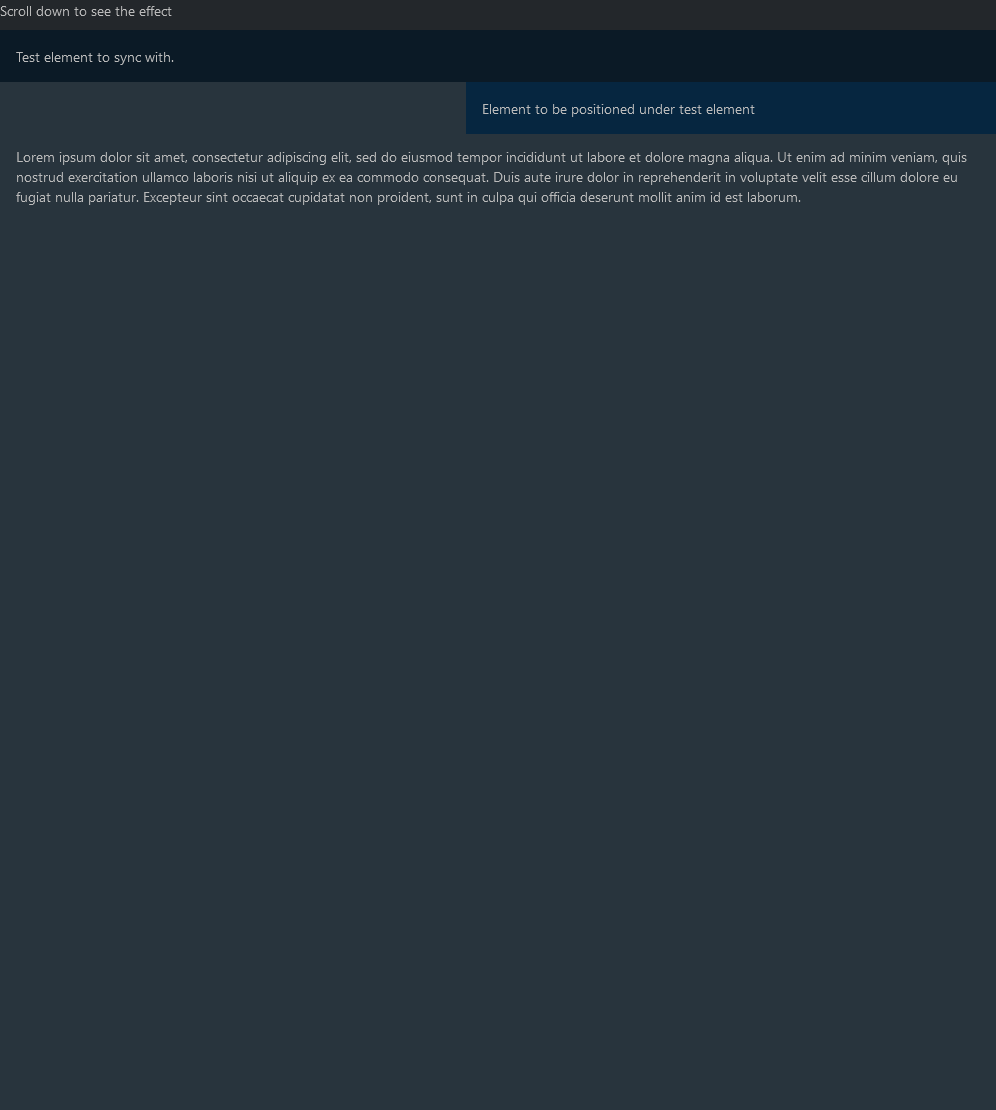 Scroll down to see the effect
Test element to sync with.
Element to be positioned under test element
Lorem ipsum dolor sit amet, consectetur adipiscing elit, sed do eiusmod tempor incididunt ut labore et dolore magna aliqua. Ut enim ad minim veniam, quis
nostrud exercitation ullamco laboris nisi ut aliquip ex ea commodo consequat. Duis aute irure dolor in reprehenderit in voluptate velit esse cillum dolore eu
fugiat nulla pariatur. Excepteur sint occaecat cupidatat non proident, sunt in culpa qui officia deserunt mollit anim id est laborum.